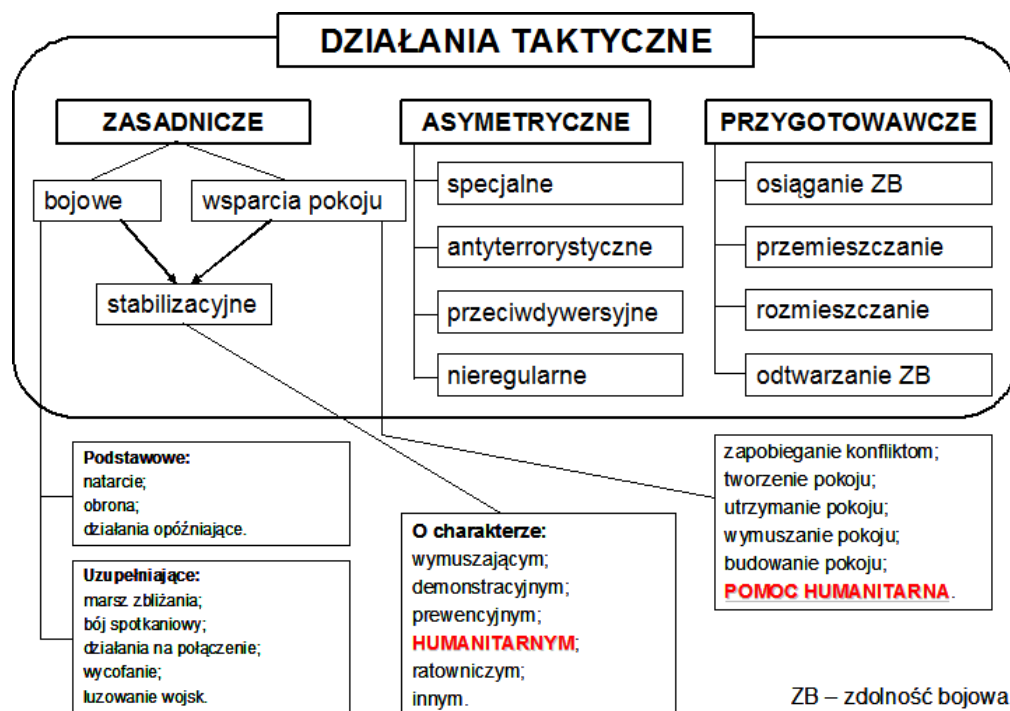 DZIAŁANIA TAKTYCZNE
ZASADNICZE
bojowe
wsparcia pokoju
stabilizacyjne
ASYMETRYCZNE
specjalne
antyterrorystyczne
przeciwdywersyjne
nieregularne
PRZYGOTOWAWCZE
osiąganie ZB
przemieszczanie
rozmieszczanie
odtwarzanie ZB
Podstawowe:
natarcie;
obrona;
działania opóźniające.
Uzupełniające:
marsz zbliżania;
bój spotkaniowy;
działania na połączenie;
wycofanie;
luzowanie wojsk.
O charakterze:
wymuszającym;
demonstracyjnym;
prewencyjnym;
HUMANITARNYM;
ratowniczym;
innym.
zapobieganie konfliktom;
tworzenie pokoju;
utrzymanie pokoju;
wymuszanie pokoju;
budowanie pokoju;
POMOC HUMANITARNA.
ZB – zdolność bojowa